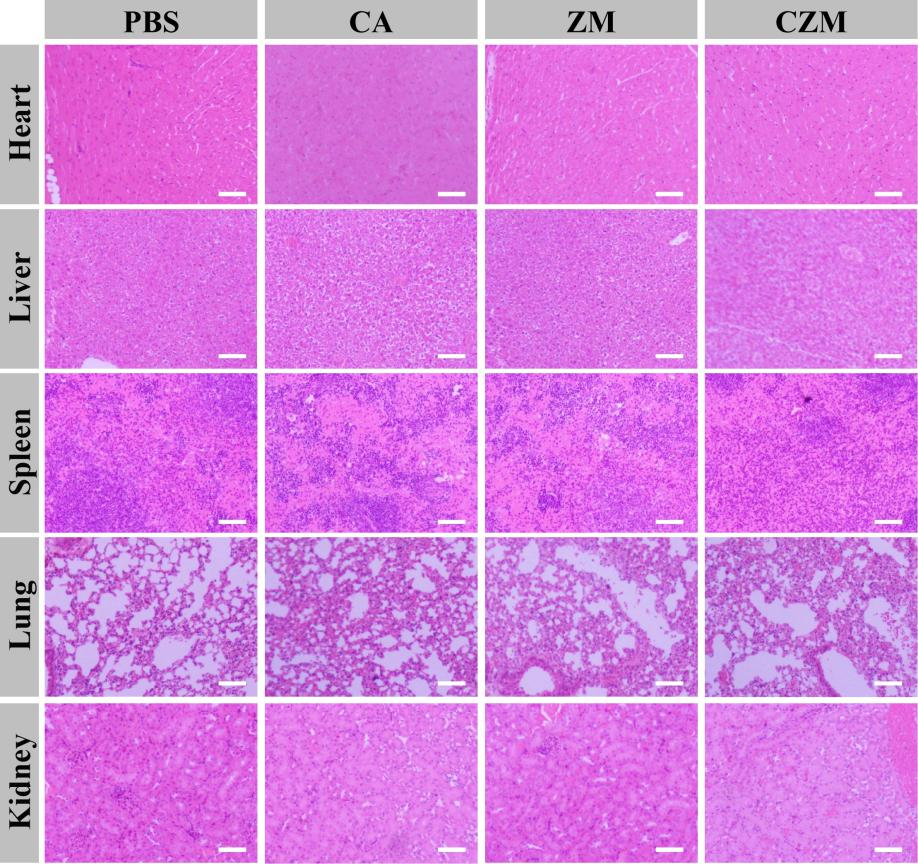 PBS CA ZM CZM
Heart
Liver
Spleen
Lung
Kidney